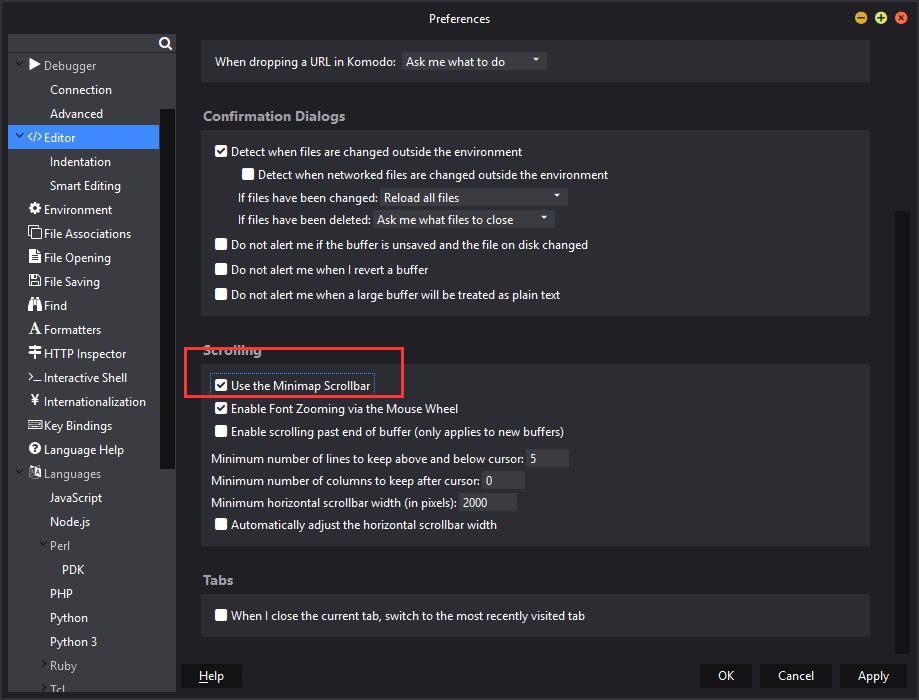 Preferences
Debugger
Connection
Advanced
Editor
Indentation
Smart Editing
Environment
File Associations
File Opening
File Saving
Find
Formatters
HTTP Inspector
Interactive Shell
Internationalization
Key Bindings
Language Help
Languages
JavaScript
Node.js
Perl
PDK
PHP
Python
Python 3
Ruby
Tcl
When dropping a URL in Komodo: Ask me what to do
Confirmation Dialogs
Detect when files are changed outside the environment
Detect when networked files are changed outside the environment
If files have been changed: Reload all files
If files have been deleted: Ask me what files to close
Do not alert me if the buffer is unsaved and the file on disk changed
Do not alert me when I revert a buffer
Do not alert me when a large buffer will be treated as plain text
Scrolling
Use the Minimap Scrollbar
Enable Font Zooming via the Mouse Wheel
Enable scrolling past end of buffer (only applies to new buffers)
Minimum number of lines to keep above and below cursor: 5
Minimum number of columns to keep after cursor: 0
Minimum horizontal scrollbar width (in pixels): 2000
Automatically adjust the horizontal scrollbar width
Tabs
When I close the current tab, switch to the most recently visited tab
Help
OK
Cancel
Apply